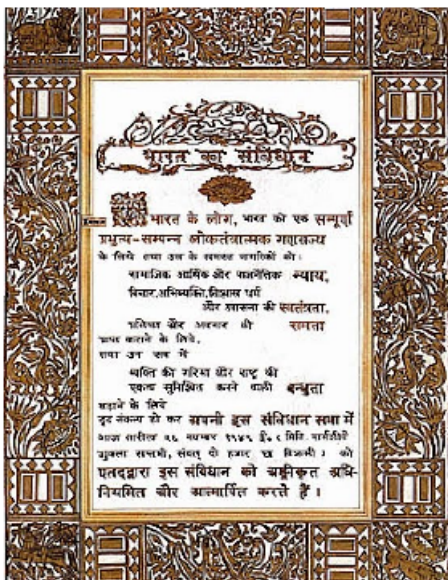 भारत का संविधान
हम भारत के लोग, भारत को एक सम्पूर्ण
प्रभुत्व-सम्पन्न लोकतंत्रात्मक गणराज्य
के लिये तथा उस के समस्त नागरिकों को:
सामाजिक आर्थिक और राजनैतिक न्याय,
विचार,अभिव्यक्ति,विश्वास धर्म
और उपासना की स्वतंत्रता,
प्रतिष्ठा और अवसर की समता
प्राप्त कराने के लिये,
तथा उन सब में
व्यक्ति की गरिमा और राष्ट्र की
एकता सुनिश्चित करने वाली बन्धुता
बढ़ाने के लिये
दृढ़ संकल्प हो कर अपनी इस संविधान सभा में
आज तारीख २६ नवम्बर १९४९ ई. ( मिति मार्गशीर्ष
शुक्ला सप्तमी, संवत् दो हजार छ विक्रमी ) को
एतद्द्वारा इस संविधान को अङ्गीकृत अधि-
नियमित और आत्मार्पित करते हैं ।